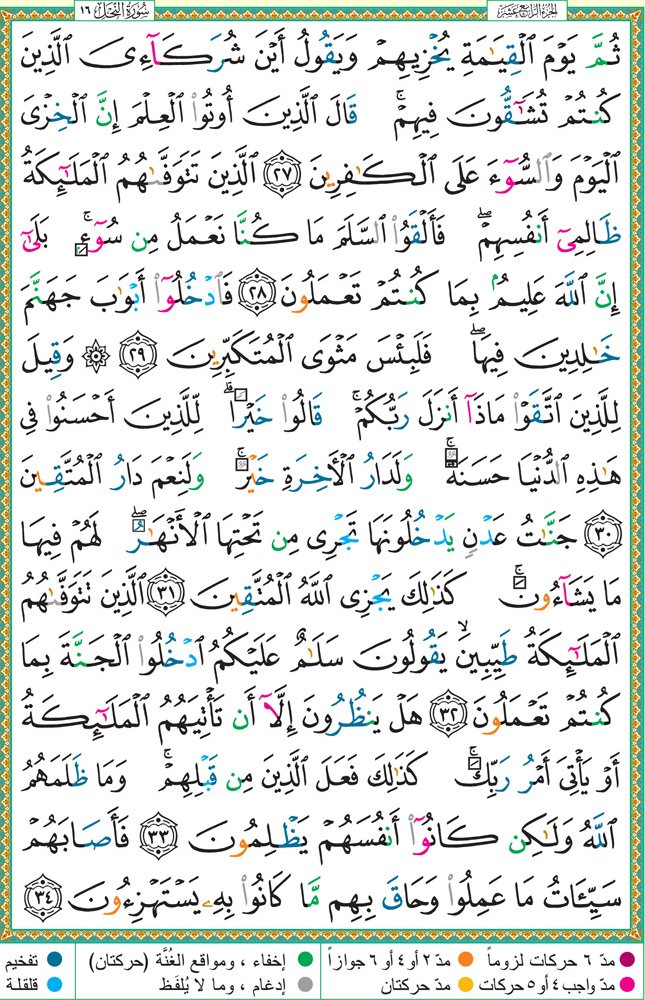 الجزء الرابع عشر
سورة النحل ١٦
ثُمَّ يَوْمَ ٱلْقِيَٰمَةِ يُخْزِيهِمْ وَيَقُولُ أَيْنَ شُرَكَآءِىَ ٱلَّذِينَ
كُنتُمْ تُشَٰٓقُّونَ فِيهِمْ ۚ قَالَ ٱلَّذِينَ أُوتُوا۟ ٱلْعِلْمَ إِنَّ ٱلْخِزْىَ
ٱلْيَوْمَ وَٱلسُّوٓءَ عَلَى ٱلْكَٰفِرِينَ ٢٧ ٱلَّذِينَ تَتَوَفَّىٰهُمُ ٱلْمَلَٰٓئِكَةُ
ظَالِمِىٓ أَنفُسِهِمْ ۖ فَأَلْقَوُا۟ ٱلسَّلَمَ مَا كُنَّا نَعْمَلُ مِن سُوٓءٍۭ ۚ بَلَىٰٓ
إِنَّ ٱللَّهَ عَلِيمٌۢ بِمَا كُنتُمْ تَعْمَلُونَ ٢٨ فَٱدْخُلُوٓا۟ أَبْوَٰبَ جَهَنَّمَ
خَٰلِدِينَ فِيهَا ۖ فَلَبِئْسَ مَثْوَى ٱلْمُتَكَبِّرِينَ ٢٩ ۞ وَقِيلَ
لِلَّذِينَ ٱتَّقَوْا۟ مَاذَآ أَنزَلَ رَبُّكُمْ ۚ قَالُوا۟ خَيْرًا ۗ لِّلَّذِينَ أَحْسَنُوا۟ فِى
هَٰذِهِ ٱلدُّنْيَا حَسَنَةٌ ۚ وَلَدَارُ ٱلْءَاخِرَةِ خَيْرٌ ۚ وَلَنِعْمَ دَارُ ٱلْمُتَّقِينَ
٣٠ جَنَّٰتُ عَدْنٍ يَدْخُلُونَهَا تَجْرِى مِن تَحْتِهَا ٱلْأَنْهَٰرُ ۖ لَهُمْ فِيهَا
مَا يَشَآءُونَ ۚ كَذَٰلِكَ يَجْزِى ٱللَّهُ ٱلْمُتَّقِينَ ٣١ ٱلَّذِينَ تَتَوَفَّىٰهُمُ
ٱلْمَلَٰٓئِكَةُ طَيِّبِينَ ۙ يَقُولُونَ سَلَٰمٌ عَلَيْكُمُ ٱدْخُلُوا۟ ٱلْجَنَّةَ بِمَا
كُنتُمْ تَعْمَلُونَ ٣٢ هَلْ يَنظُرُونَ إِلَّآ أَن تَأْتِيَهُمُ ٱلْمَلَٰٓئِكَةُ
أَوْ يَأْتِىَ أَمْرُ رَبِّكَ ۚ كَذَٰلِكَ فَعَلَ ٱلَّذِينَ مِن قَبْلِهِمْ ۚ وَمَا ظَلَمَهُمُ
ٱللَّهُ وَلَٰكِن كَانُوٓا۟ أَنفُسَهُمْ يَظْلِمُونَ ٣٣ فَأَصَابَهُمْ
سَيِّـَٔاتُ مَا عَمِلُوا۟ وَحَاقَ بِهِم مَّا كَانُوا۟ بِهِۦ يَسْتَهْزِءُونَ ٣٤
مدّ ٦ حركات لزوماً مدّ ٢ أو ٤ أو ٦ جوازاً إخفاء ، ومواقع الغُنَّة (حركتان) تفخيم
مدّ واجب ٤ أو ٥ حركات مدّ حركتان إدغام ، وما لا يُلفَظ قلقلة